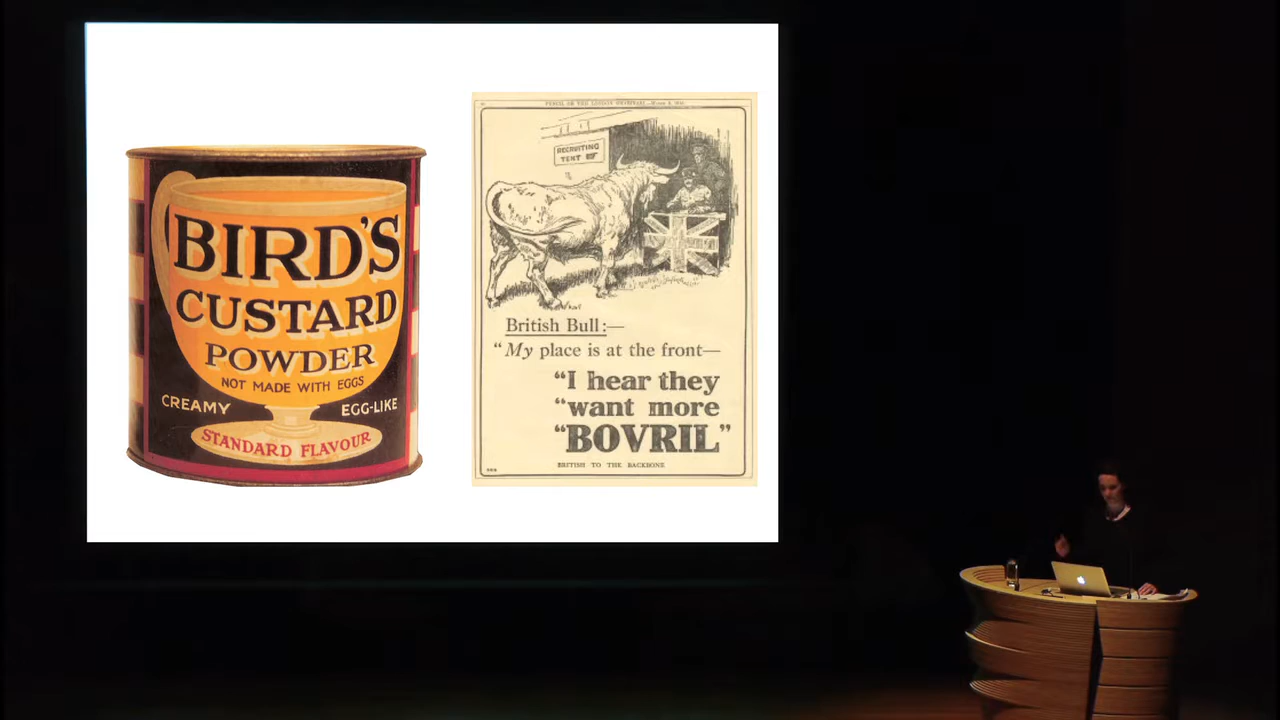 BIRD'S
CUSTARD
POWDER
NOT MADE WITH EGGS
CREAMY EGG-LIKE
STANDARD FLAVOUR
RECRUITING
TENT
British Bull:—
"My place is at the front—
"I hear they
"want more
"BOVRIL"
BRITISH TO THE BACKBONE